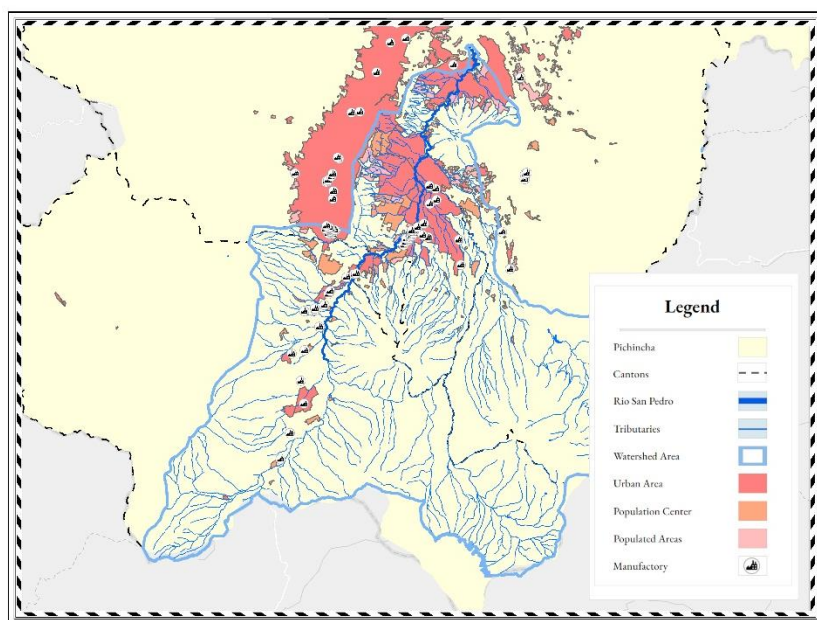 Legend
Pichincha
Cantons
Rio San Pedro
Tributaries
Watershed Area
Urban Area
Population Center
Populated Areas
Manufactory